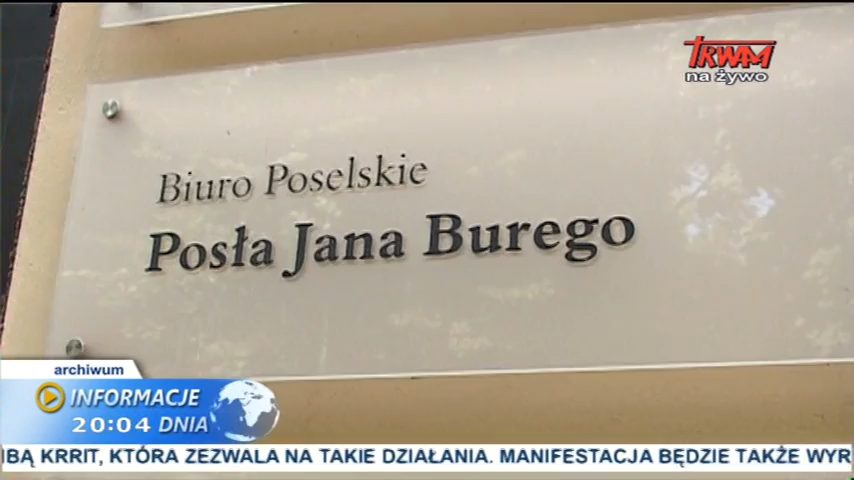 TRWAM
na żywo
Biuro Poselskie
Posła Jana Burego
archiwum
INFORMACJE
20:04 DNIA
IBĄ KRRIT, KTÓRA ZEZWALA NA TAKIE DZIAŁANIA. MANIFESTACJA BĘDZIE TAKŻE WYR